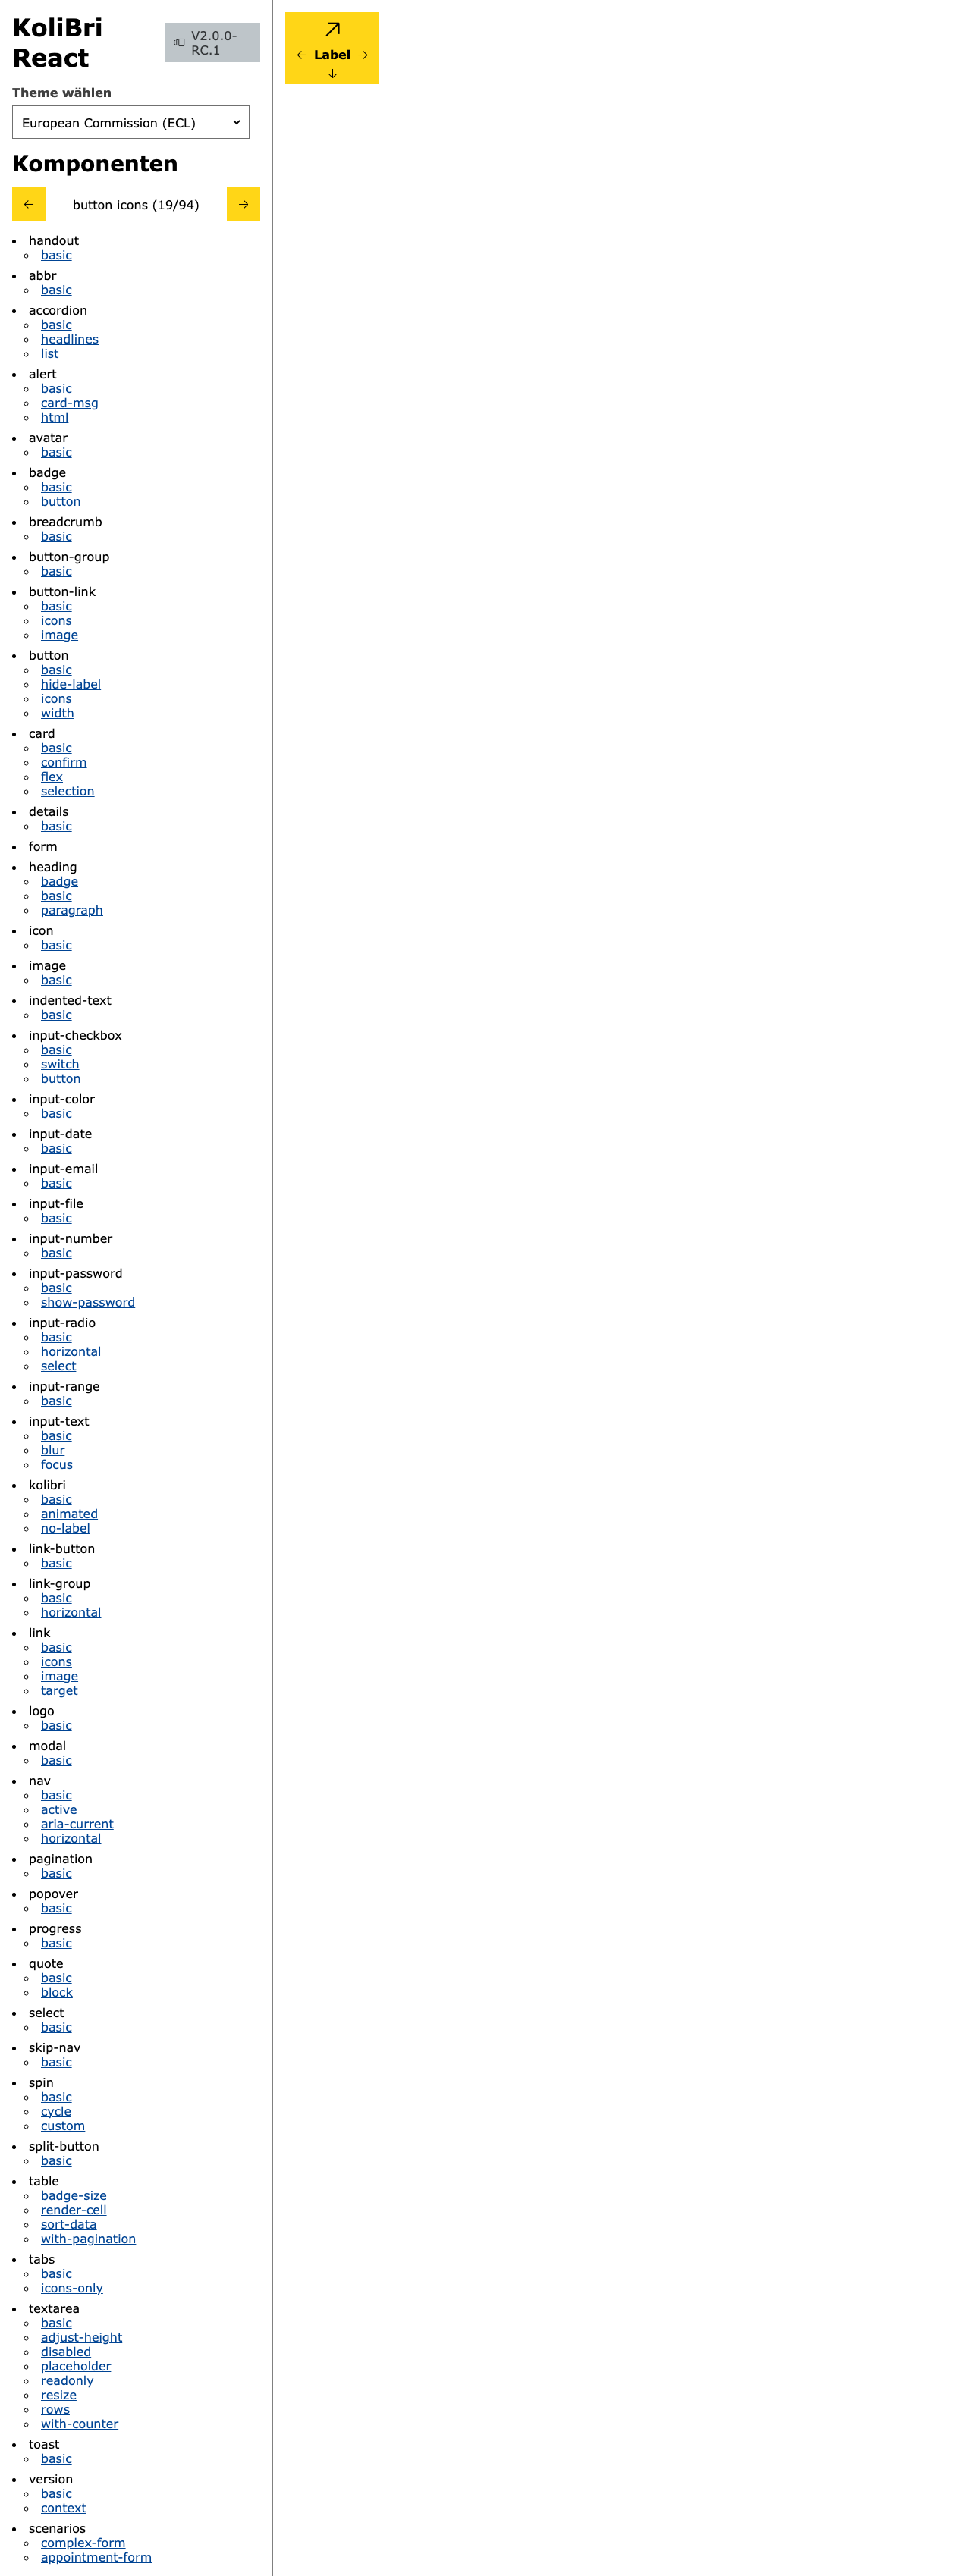 KoliBri
React
V2.0.0-
RC.1
Theme wählen
European Commission (ECL)
Komponenten
button icons (19/94)
handout
basic
abbr
basic
accordion
basic
headlines
list
alert
basic
card-msg
html
avatar
basic
badge
basic
button
breadcrumb
basic
button-group
basic
button-link
basic
icons
image
button
basic
hide-label
icons
width
card
basic
confirm
flex
selection
details
basic
form
heading
badge
basic
paragraph
icon
basic
image
basic
indented-text
basic
input-checkbox
basic
switch
button
input-color
basic
input-date
basic
input-email
basic
input-file
basic
input-number
basic
input-password
basic
show-password
input-radio
basic
horizontal
select
input-range
basic
input-text
basic
blur
focus
kolibri
basic
animated
no-label
link-button
basic
link-group
basic
horizontal
link
basic
icons
image
target
logo
basic
modal
basic
nav
basic
active
aria-current
horizontal
pagination
basic
popover
basic
progress
basic
quote
basic
block
select
basic
skip-nav
basic
spin
basic
cycle
custom
split-button
basic
table
badge-size
render-cell
sort-data
with-pagination
tabs
basic
icons-only
textarea
basic
adjust-height
disabled
placeholder
readonly
resize
rows
with-counter
toast
basic
version
basic
context
scenarios
complex-form
appointment-form
Label